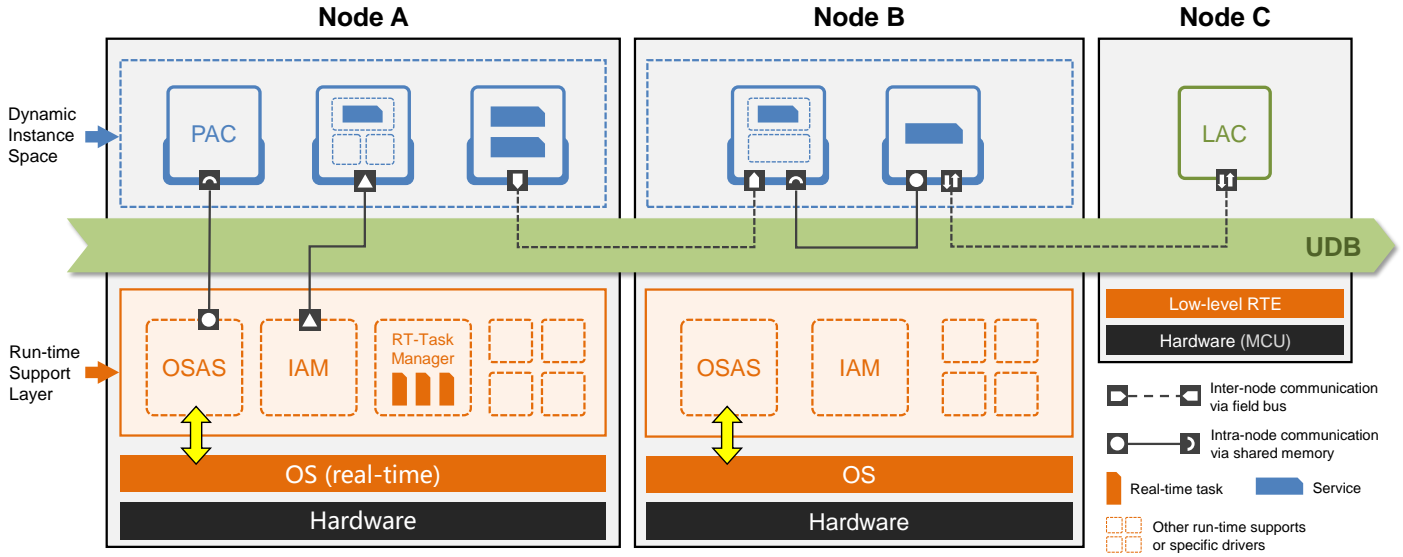 Node A
Node B
Node C
Dynamic
Instance
Space
PAC
LAC
UDB
Run-time
Support
Layer
OSAS
IAM
RT-Task
Manager
OS (real-time)
Hardware
OSAS
IAM
OS
Hardware
Low-level RTE
Hardware (MCU)
Inter-node communication
via field bus
Intra-node communication
via shared memory
Real-time task
Service
Other run-time supports
or specific drivers